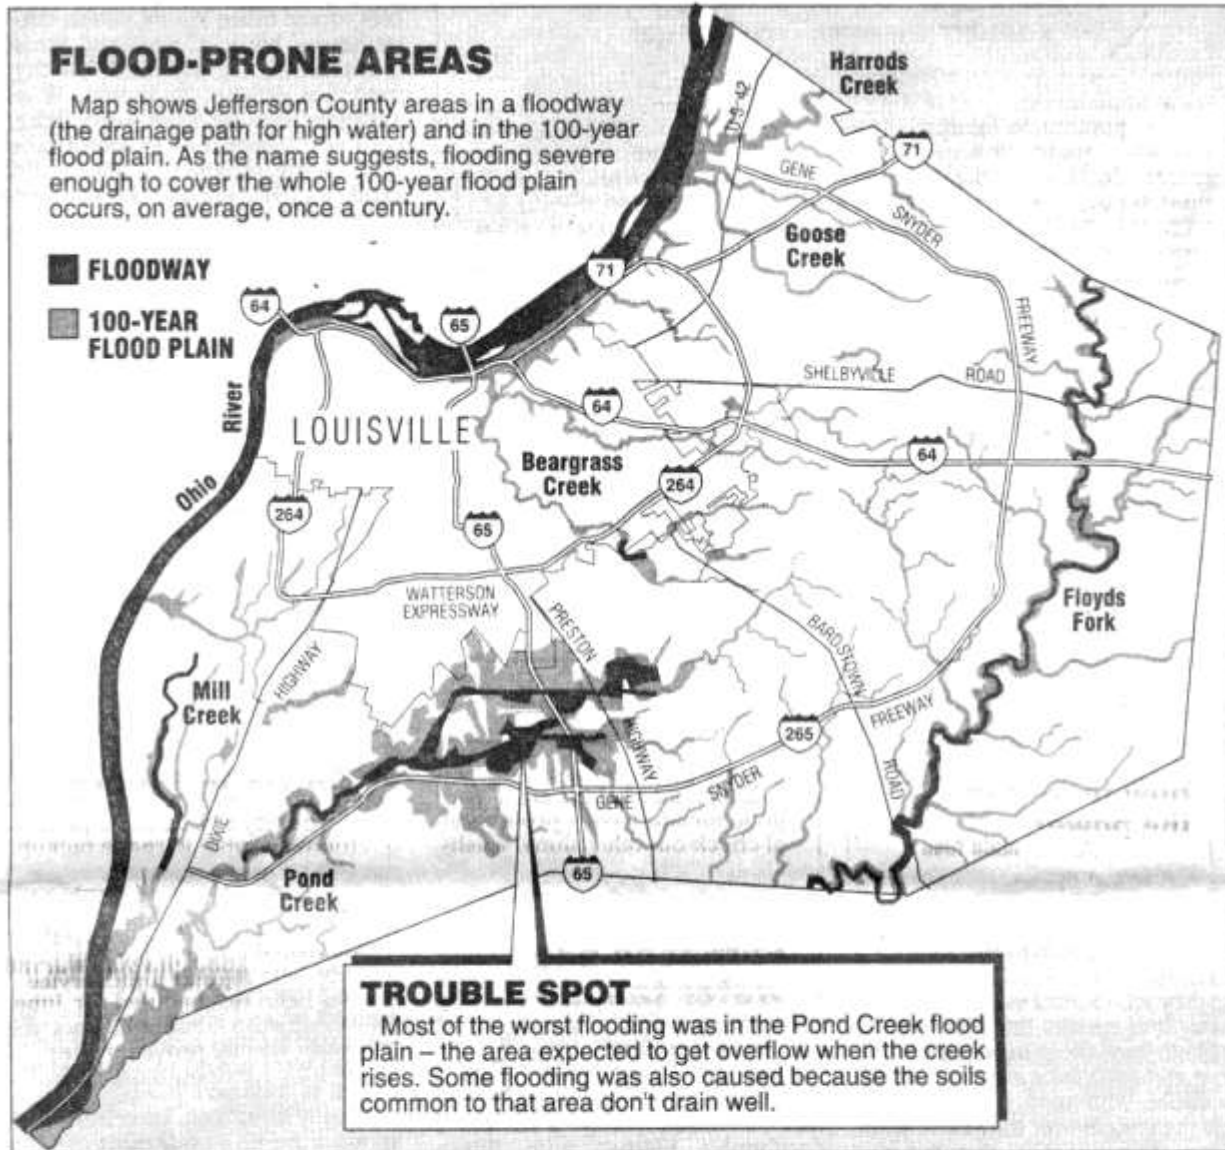 FLOOD-PRONE AREAS
Map shows Jefferson County areas in a floodway
(the drainage path for high water) and in the 100-year
flood plain. As the name suggests, flooding severe
enough to cover the whole 100-year flood plain
occurs, on average, once a century.
FLOODWAY
100-YEAR
FLOOD PLAIN
Harrods
Creek
U.S. 42
71
GENE
SNYDER
FREEWAY
Goose
Creek
71
64
65
River
Ohio
LOUISVILLE
SHELBYVILLE ROAD
64
64
Beargrass
Creek
264
264
65
WATTERSON
EXPRESSWAY
PRESTON
HIGHWAY
BARDSTOWN
ROAD
Floyds
Fork
Mill
Creek
DIXIE
HIGHWAY
265
FREEWAY
SNYDER
GENE
65
Pond
Creek
TROUBLE SPOT
Most of the worst flooding was in the Pond Creek flood
plain – the area expected to get overflow when the creek
rises. Some flooding was also caused because the soils
common to that area don't drain well.